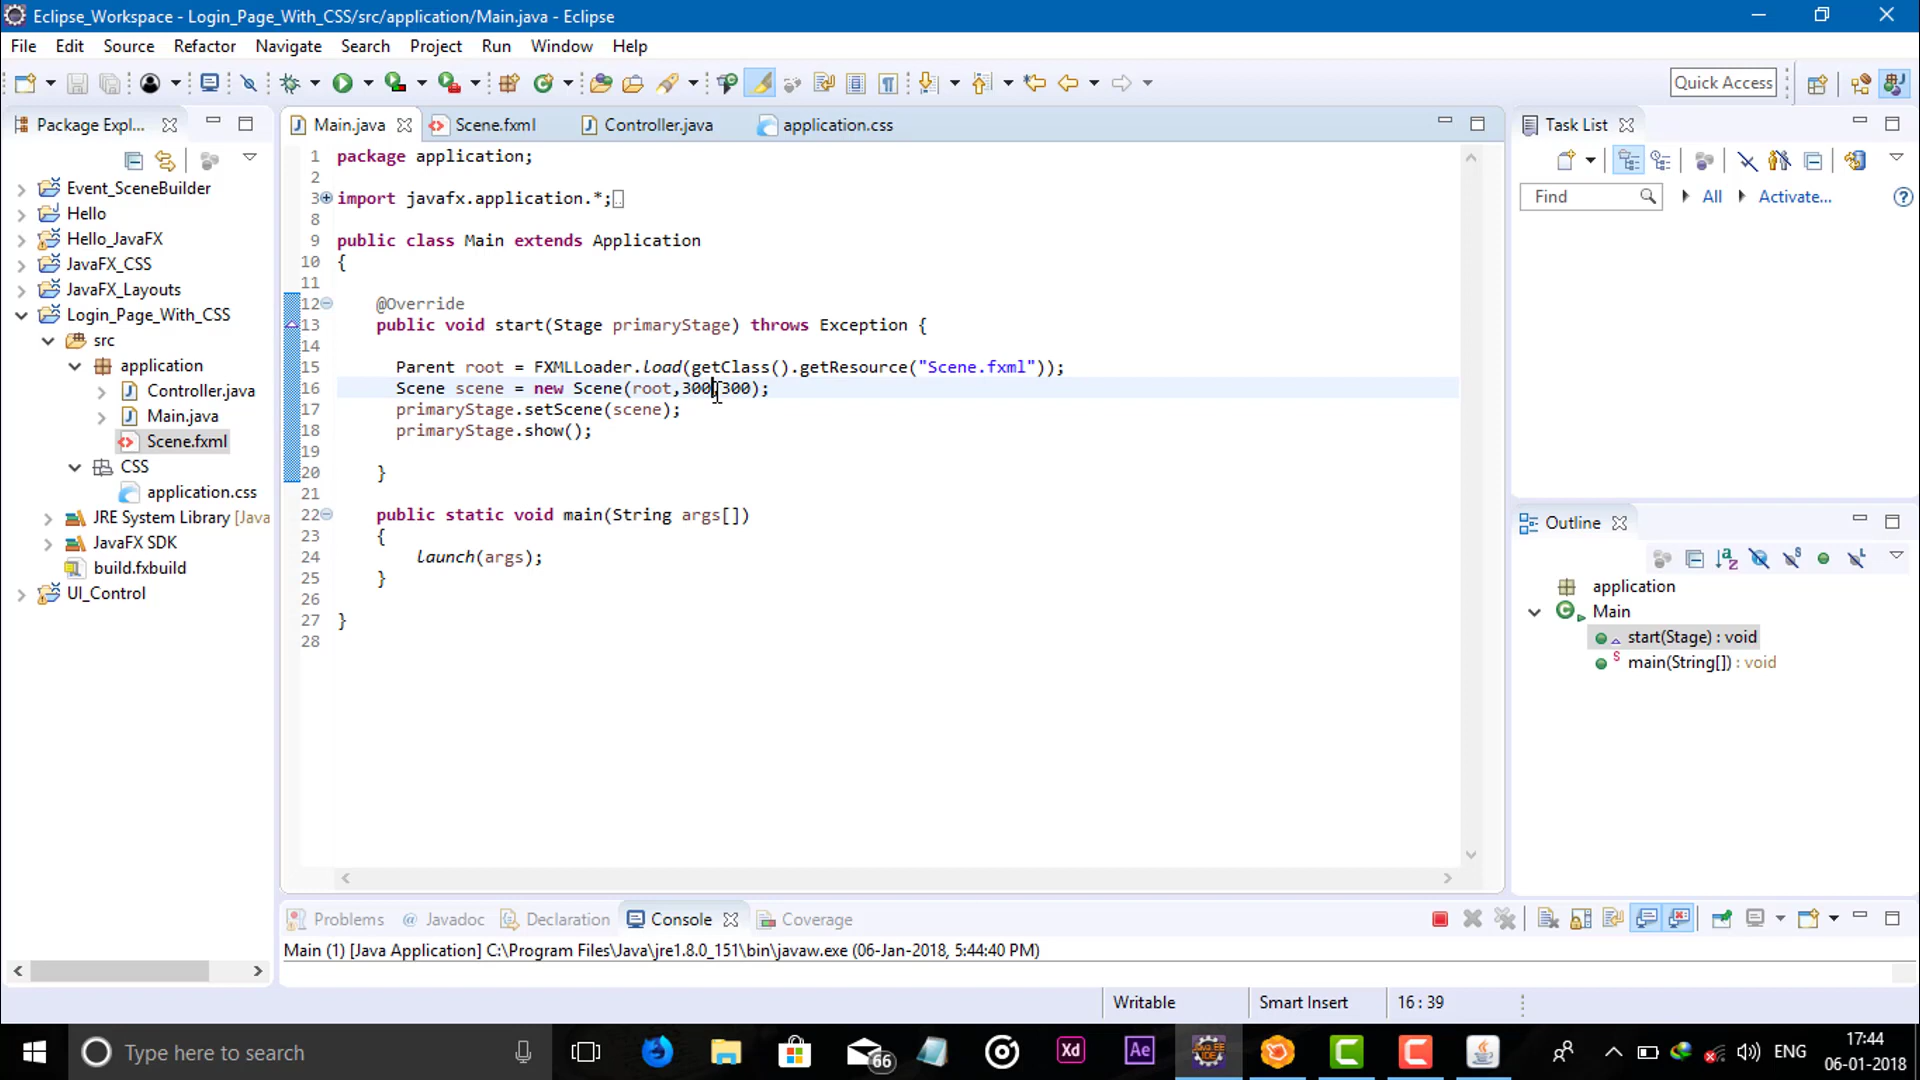 Eclipse_Workspace - Login_Page_With_CSS/src/application/Main.java - Eclipse
File Edit Source Refactor Navigate Search Project Run Window Help
Quick Access
Package Expl...
Event_SceneBuilder
Hello
Hello_JavaFX
JavaFX_CSS
JavaFX_Layouts
Login_Page_With_CSS
src
application
Controller.java
Main.java
Scene.fxml
CSS
application.css
JRE System Library [Java
JavaFX SDK
build.fxbuild
UI_Control
Main.java Scene.fxml Controller.java application.css
1 package application;
2
3 import javafx.application.*;
8
9 public class Main extends Application
10 {
11
12 @Override
13 public void start(Stage primaryStage) throws Exception {
14
15 Parent root = FXMLLoader.load(getClass().getResource("Scene.fxml"));
16 Scene scene = new Scene(root,300,300);
17 primaryStage.setScene(scene);
18 primaryStage.show();
19
20 }
21
22 public static void main(String args[])
23 {
24 launch(args);
25 }
26
27 }
28
Task List
Find All Activate...
Outline
application
Main
start(Stage) : void
main(String[]) : void
Problems Javadoc Declaration Console Coverage
Main (1) [Java Application] C:\Program Files\Java\jre1.8.0_151\bin\javaw.exe (06-Jan-2018, 5:44:40 PM)
Writable Smart Insert 16 : 39
Type here to search
66
Xd
Ae
JAVA EE
IDE
C
C
ENG
17:44
06-01-2018